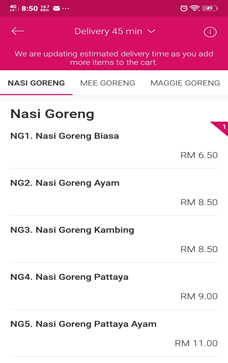 8:50
Delivery 45 min
We are updating estimated delivery time as you add
more items to the cart.
NASI GORENG MEE GORENG MAGGIE GORENG
Nasi Goreng
1
NG1. Nasi Goreng Biasa
RM 6.50
NG2. Nasi Goreng Ayam
RM 8.50
NG3. Nasi Goreng Kambing
RM 8.50
NG4. Nasi Goreng Pattaya
RM 9.00
NG5. Nasi Goreng Pattaya Ayam
RM 11.00